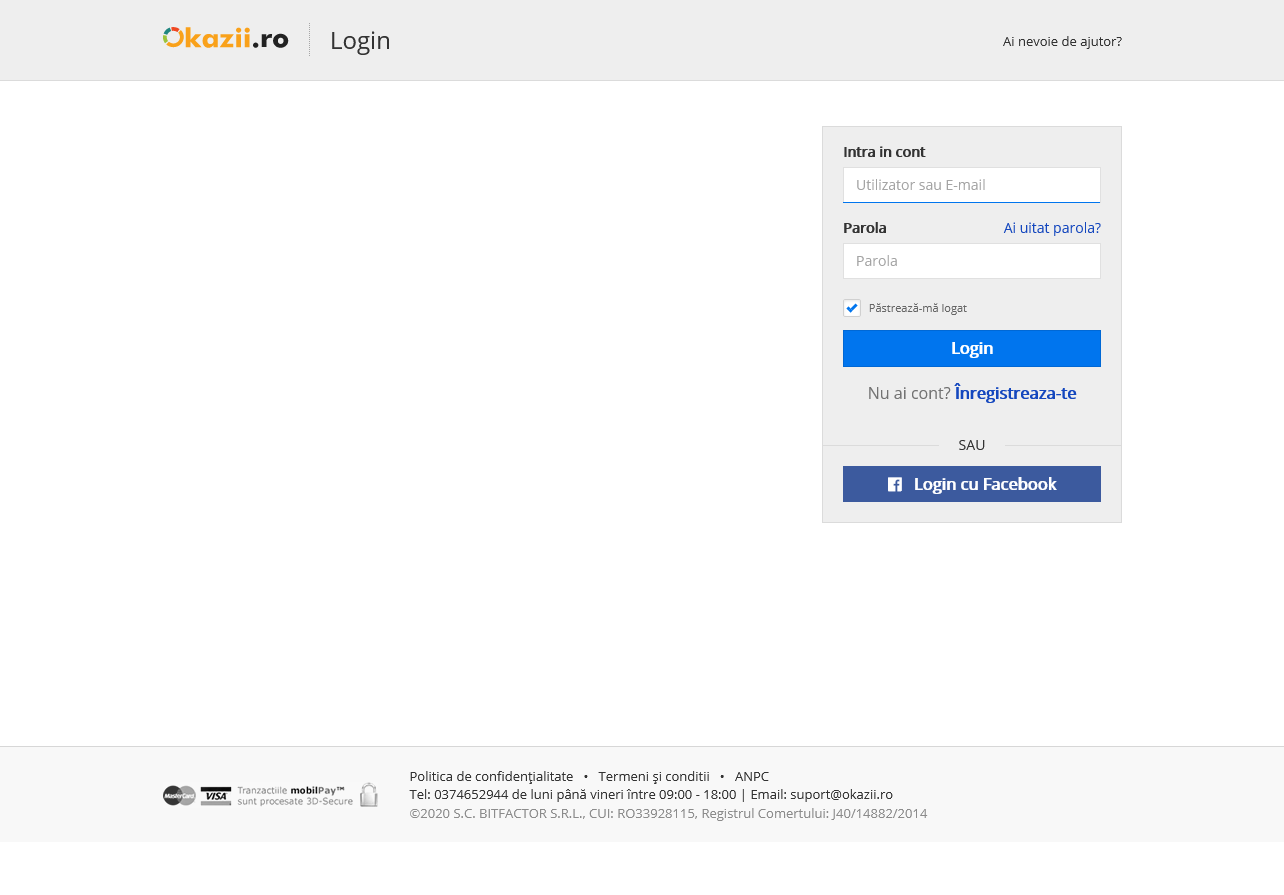 Okazii.ro
Login
Ai nevoie de ajutor?
Intra in cont
Utilizator sau E-mail
Parola
Ai uitat parola?
Parola
Păstrează-mă logat
Login
Nu ai cont? Înregistreaza-te
SAU
Login cu Facebook
MasterCard
VISA
Tranzactiile mobilPay™
sunt procesate 3D-Secure
Politica de confidențialitate • Termeni și conditii • ANPC
Tel: 0374652944 de luni până vineri între 09:00 - 18:00 | Email: suport@okazii.ro
©2020 S.C. BITFACTOR S.R.L., CUI: RO33928115, Registrul Comertului: J40/14882/2014